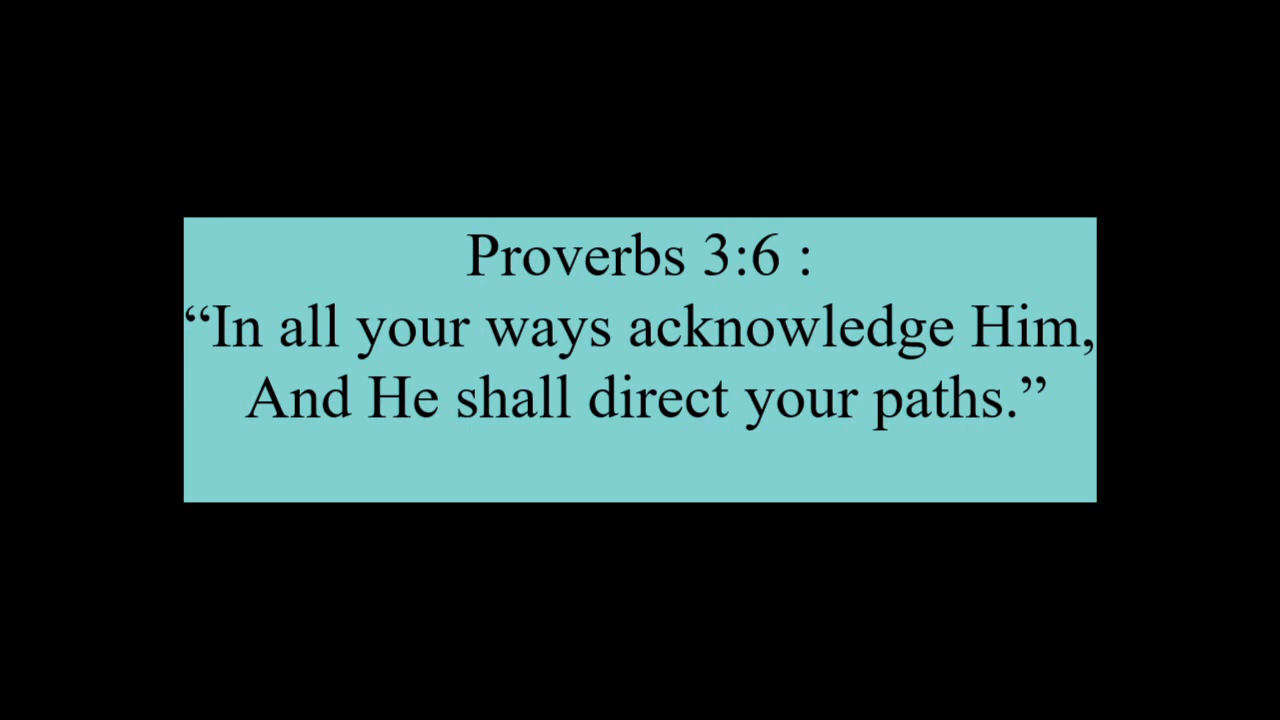 Proverbs 3:6 :
“In all your ways acknowledge Him,
And He shall direct your paths.”